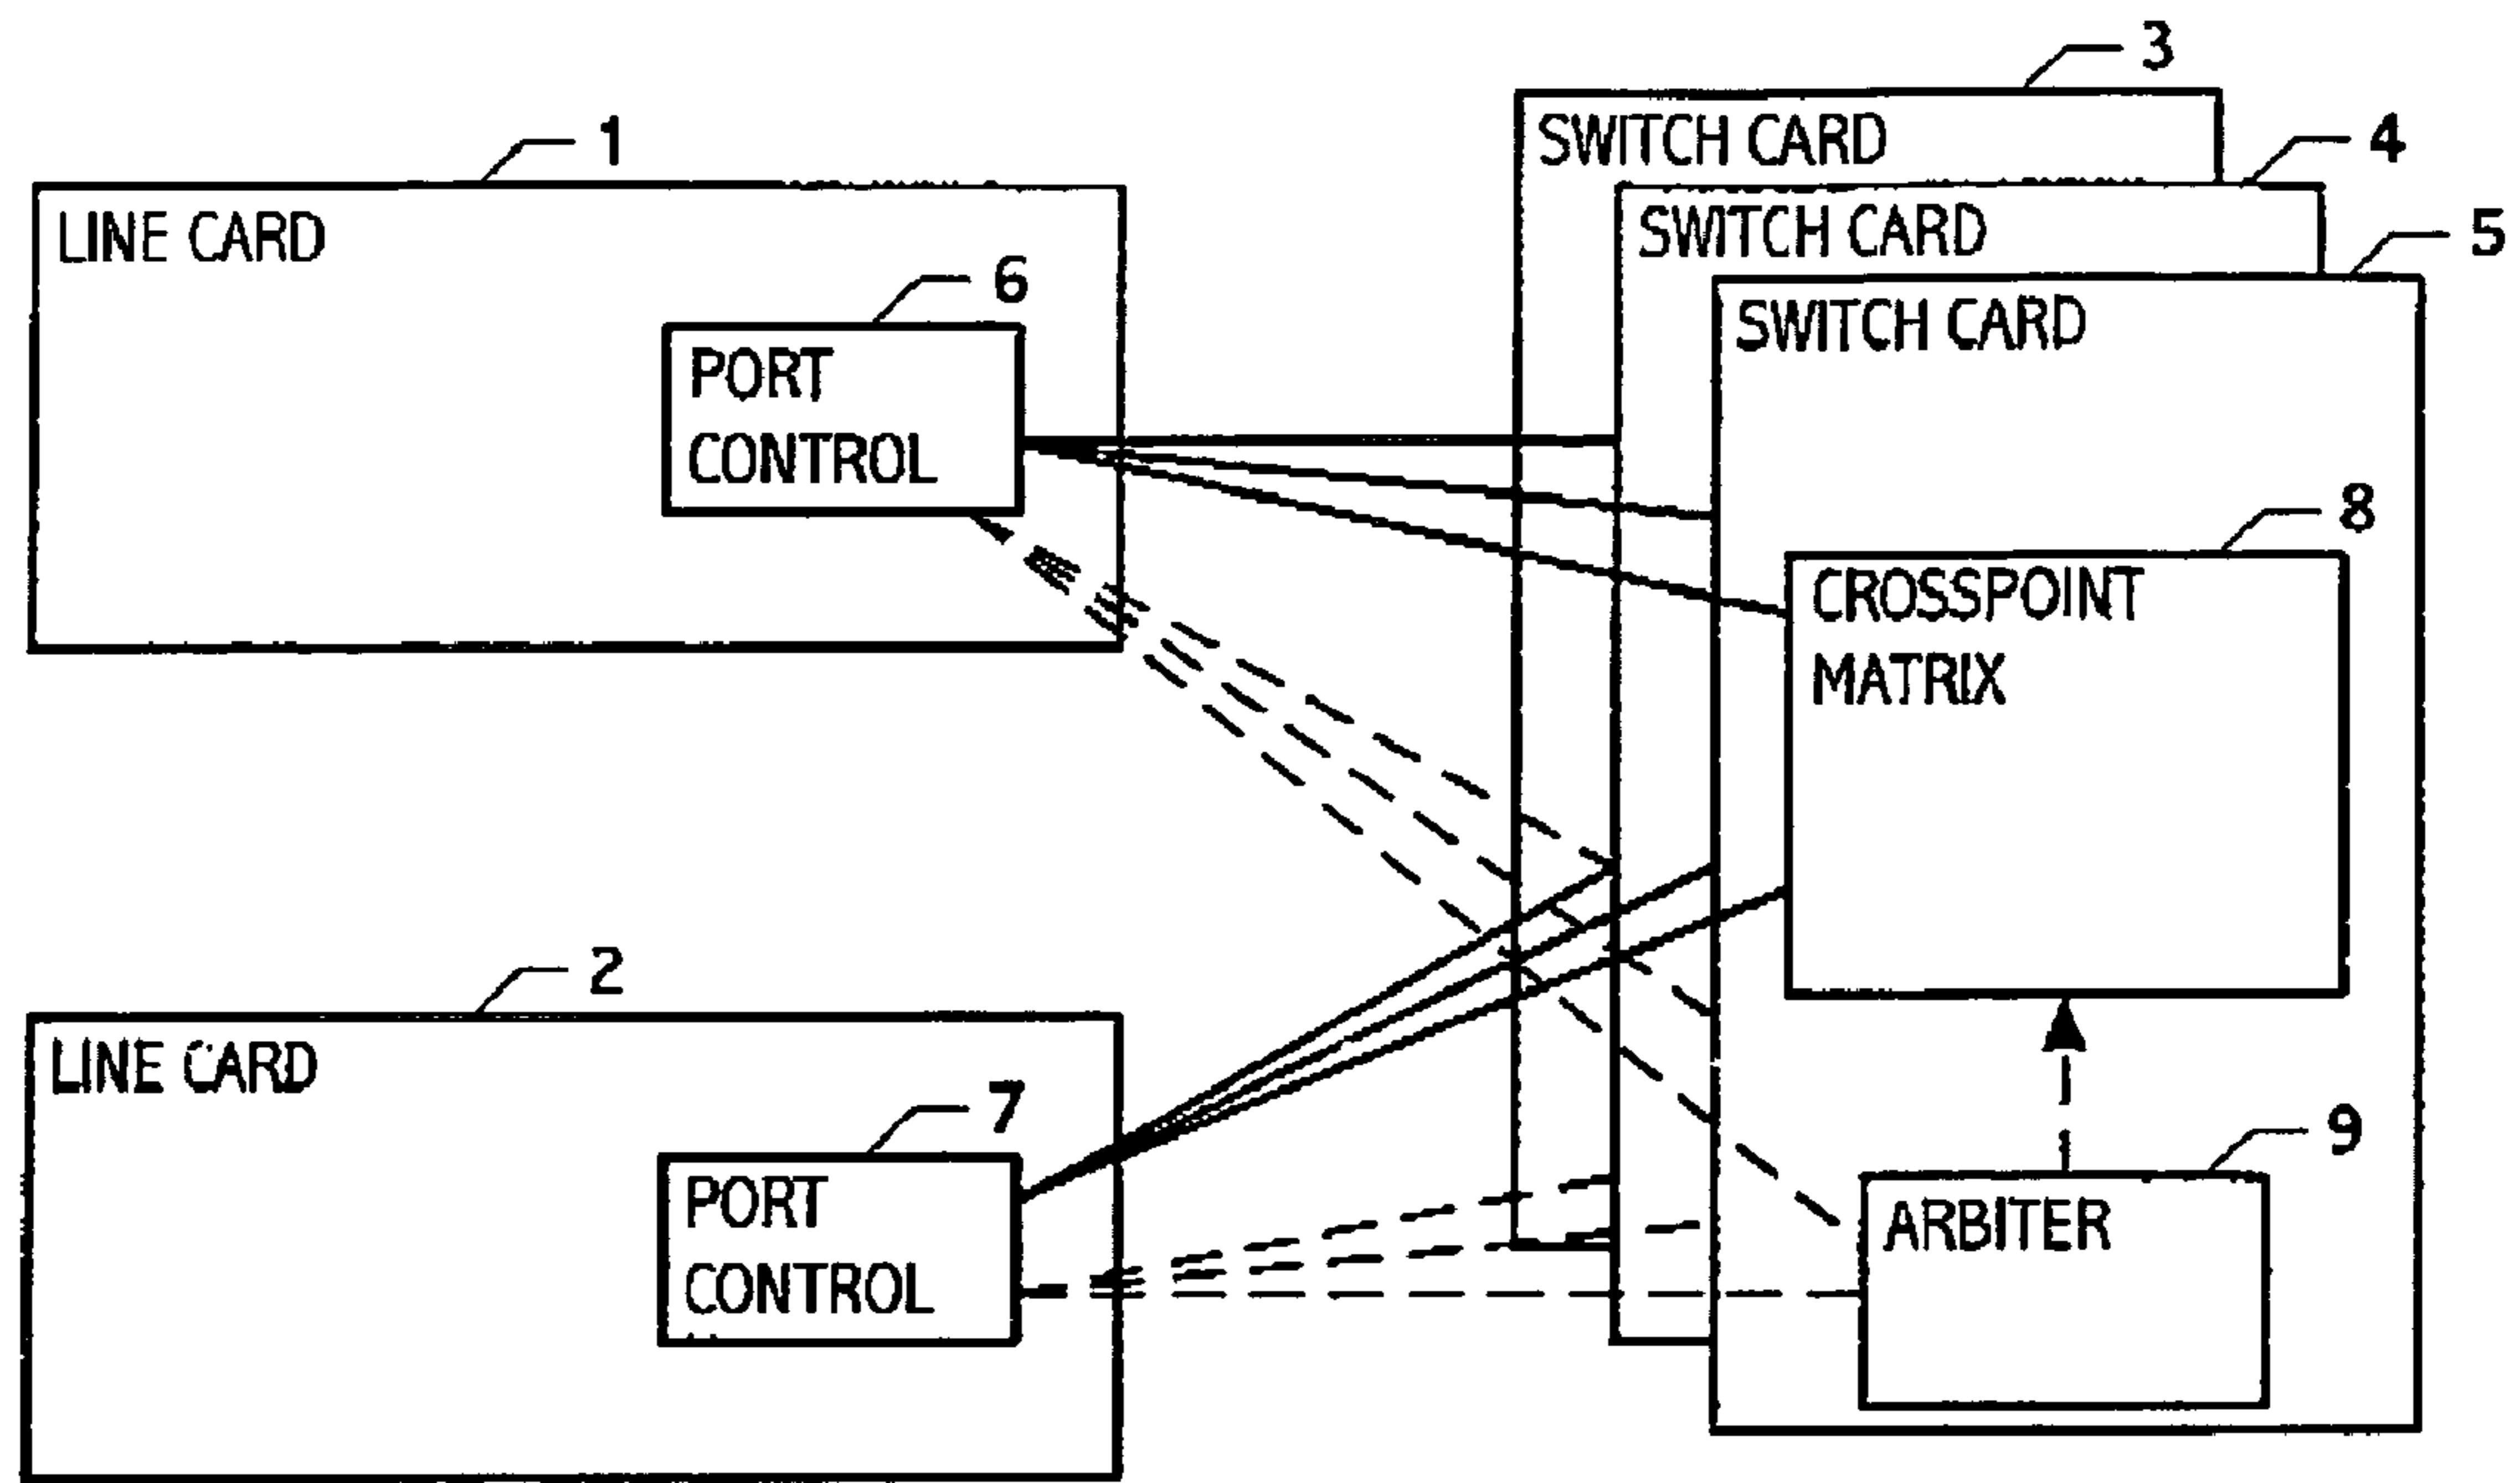 3
SWITCH CARD
4
1
SWITCH CARD
LINE CARD
5
6
SWITCH CARD
PORT
CONTROL
8
CROSSPOINT
MATRIX
2
LINE CARD
7
9
PORT
CONTROL
ARBITER